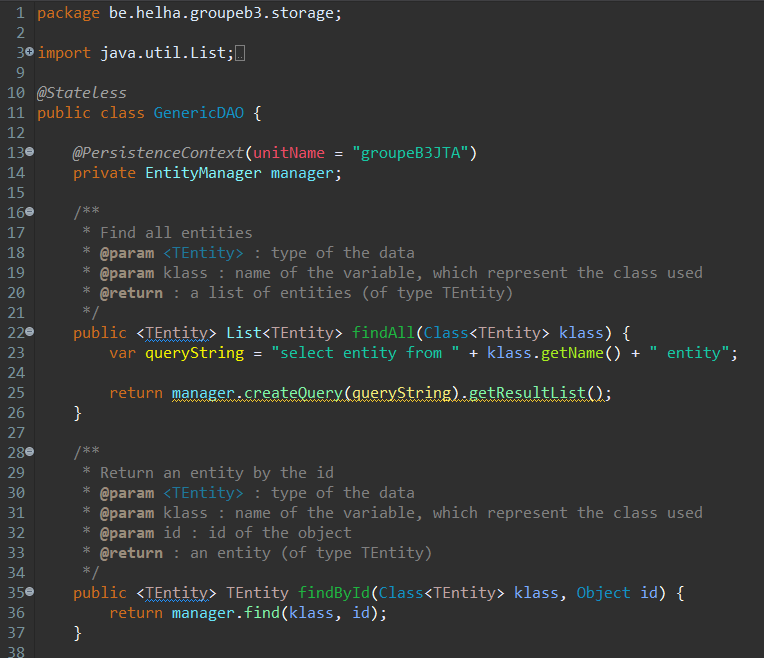 1 package be.helha.groupeb3.storage;
2
3 import java.util.List;
9
10 @Stateless
11 public class GenericDAO {
12
13     @PersistenceContext(unitName = "groupeB3JTA")
14     private EntityManager manager;
15
16     /**
17      * Find all entities
18      * @param <TEntity> : type of the data
19      * @param klass : name of the variable, which represent the class used
20      * @return : a list of entities (of type TEntity)
21      */
22     public <TEntity> List<TEntity> findAll(Class<TEntity> klass) {
23         var queryString = "select entity from " + klass.getName() + " entity";
24
25         return manager.createQuery(queryString).getResultList();
26     }
27
28     /**
29      * Return an entity by the id
30      * @param <TEntity> : type of the data
31      * @param klass : name of the variable, which represent the class used
32      * @param id : id of the object
33      * @return : an entity (of type TEntity)
34      */
35     public <TEntity> TEntity findById(Class<TEntity> klass, Object id) {
36         return manager.find(klass, id);
37     }
38